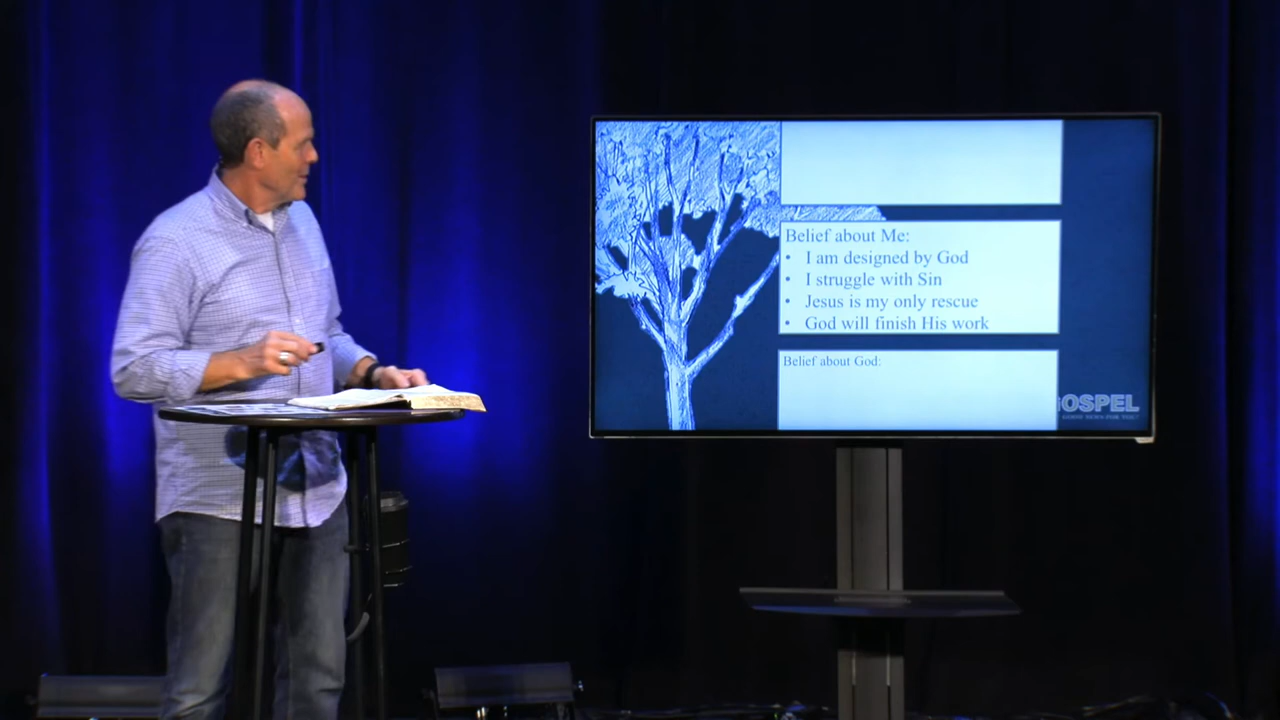 Belief about Me:
• I am designed by God
• I struggle with Sin
• Jesus is my only rescue
• God will finish His work
Belief about God:
OSPEL